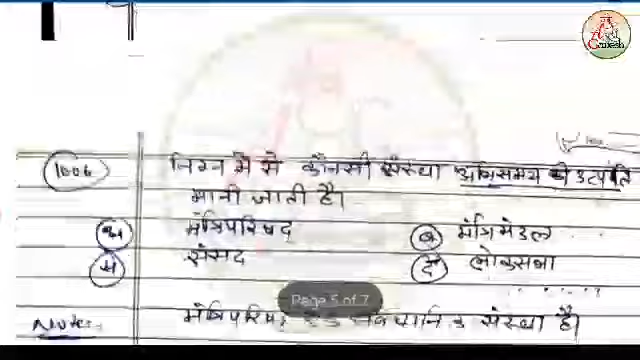 1006 निम्न में से कौनसी संस्था अभिसमय की उत्पति
मानी जाती है।
अ मंत्रिपरिषद ब मंत्रिमंडल
स संसद द लोकसभा
Page 5 of 7
Note:- मंत्रिपरिषद एक संवैधानिक संस्था है।